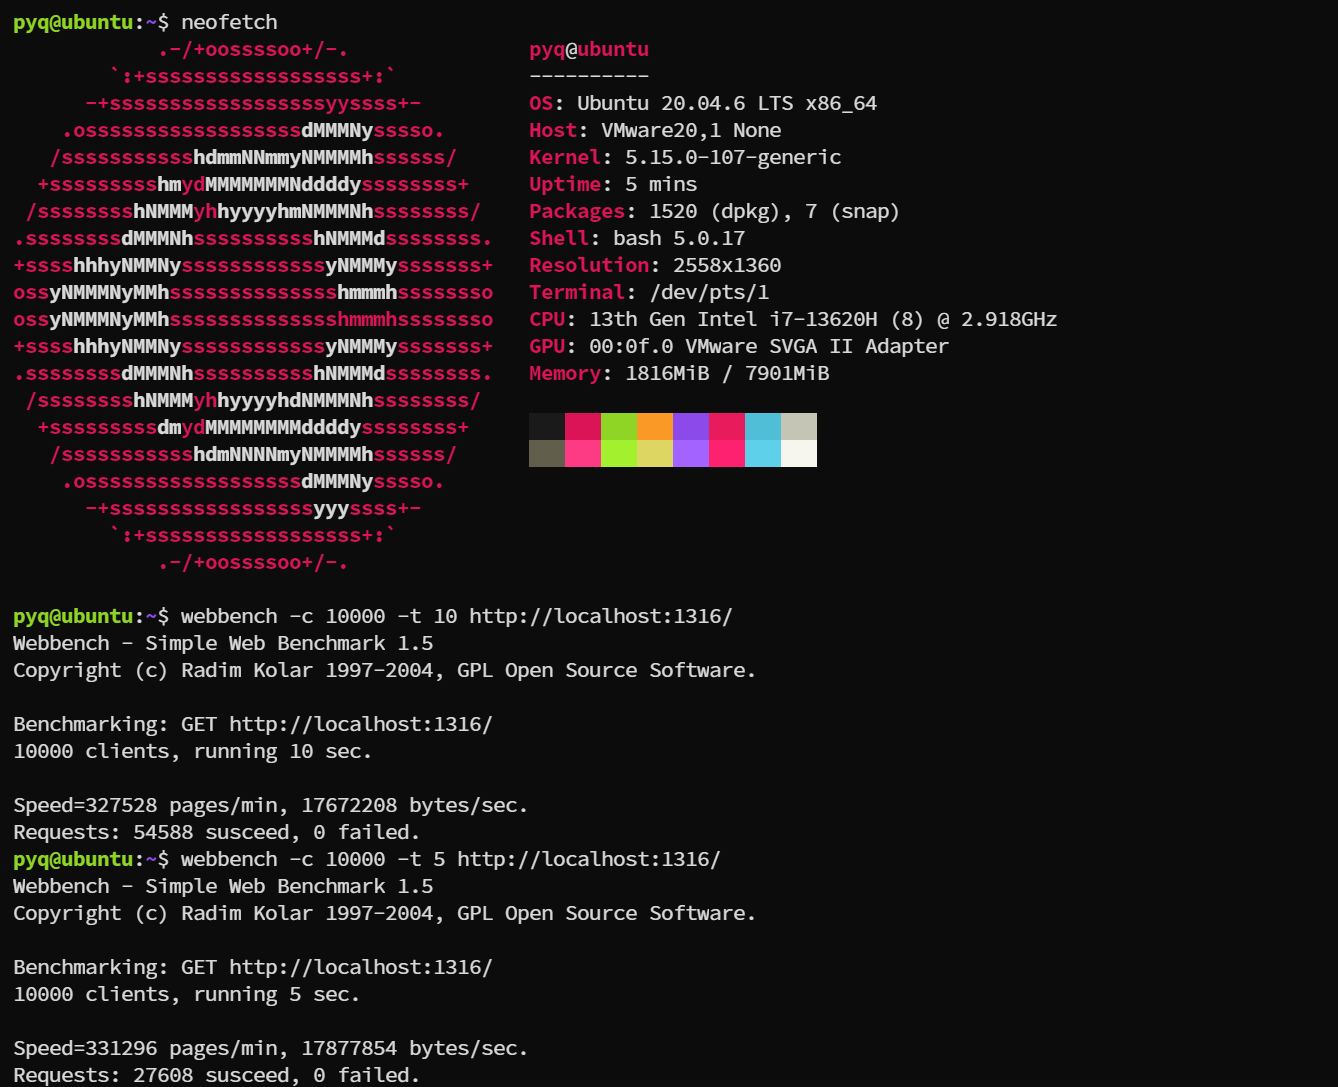 pyq@ubuntu:~$ neofetch
            .-/+oossssoo+/-.               pyq@ubuntu
        `:+ssssssssssssssssss+:`           ----------
      -+ssssssssssssssssssyyssss+-         OS: Ubuntu 20.04.6 LTS x86_64
    .ossssssssssssssssssdMMMNysssso.       Host: VMware20,1 None
   /ssssssssssshdmmNNmmyNMMMMhssssss/      Kernel: 5.15.0-107-generic
  +ssssssssshmydMMMMMMMNddddyssssssss+     Uptime: 5 mins
 /sssssssshNMMMyhhyyyyhmNMMMNhssssssss/    Packages: 1520 (dpkg), 7 (snap)
.ssssssssdMMMNhsssssssssshNMMMdssssssss.   Shell: bash 5.0.17
+sssshhhyNMMNyssssssssssssyNMMMysssssss+   Resolution: 2558x1360
ossyNMMMNyMMhsssssssssssssshmmmhssssssso   Terminal: /dev/pts/1
ossyNMMMNyMMhsssssssssssssshmmmhssssssso   CPU: 13th Gen Intel i7-13620H (8) @ 2.918GHz
+sssshhhyNMMNyssssssssssssyNMMMysssssss+   GPU: 00:0f.0 VMware SVGA II Adapter
.ssssssssdMMMNhsssssssssshNMMMdssssssss.   Memory: 1816MiB / 7901MiB
 /sssssssshNMMMyhhyyyyhdNMMMNhssssssss/
  +sssssssssdmydMMMMMMMMddddyssssssss+
   /ssssssssssshdmNNNNmyNMMMMhssssss/
    .ossssssssssssssssssdMMMNysssso.
      -+sssssssssssssssssyyyssss+-
        `:+ssssssssssssssssss+:`
            .-/+oossssoo+/-.
pyq@ubuntu:~$ webbench -c 10000 -t 10 http://localhost:1316/
Webbench - Simple Web Benchmark 1.5
Copyright (c) Radim Kolar 1997-2004, GPL Open Source Software.
Benchmarking: GET http://localhost:1316/
10000 clients, running 10 sec.
Speed=327528 pages/min, 17672208 bytes/sec.
Requests: 54588 susceed, 0 failed.
pyq@ubuntu:~$ webbench -c 10000 -t 5 http://localhost:1316/
Webbench - Simple Web Benchmark 1.5
Copyright (c) Radim Kolar 1997-2004, GPL Open Source Software.
Benchmarking: GET http://localhost:1316/
10000 clients, running 5 sec.
Speed=331296 pages/min, 17877854 bytes/sec.
Requests: 27608 susceed, 0 failed.